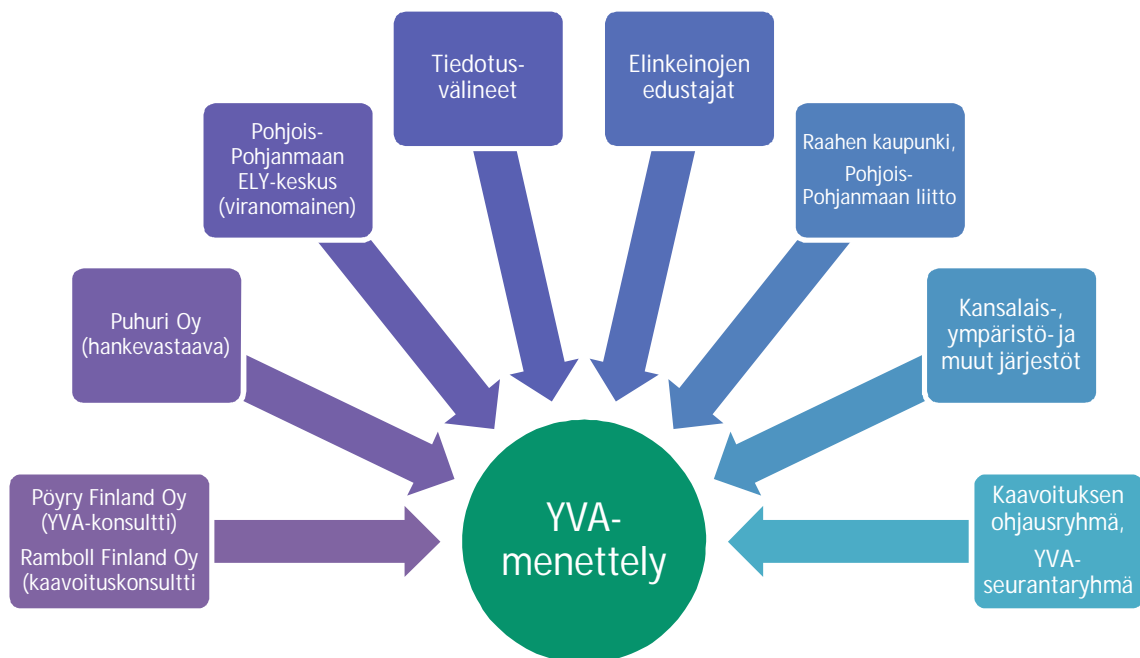 Pöyry Finland Oy
(YVA-konsultti)
Ramboll Finland Oy
(kaavoituskonsultti
Puhuri Oy
(hankevastaava)
Pohjois-
Pohjanmaan
ELY-keskus
(viranomainen)
Tiedotus-
välineet
Elinkeinojen
edustajat
Raahen kaupunki,
Pohjois-
Pohjanmaan liitto
Kansalais-,
ympäristö- ja
muut järjestöt
Kaavoituksen
ohjausryhmä,
YVA-
seurantaryhmä
YVA-
menettely